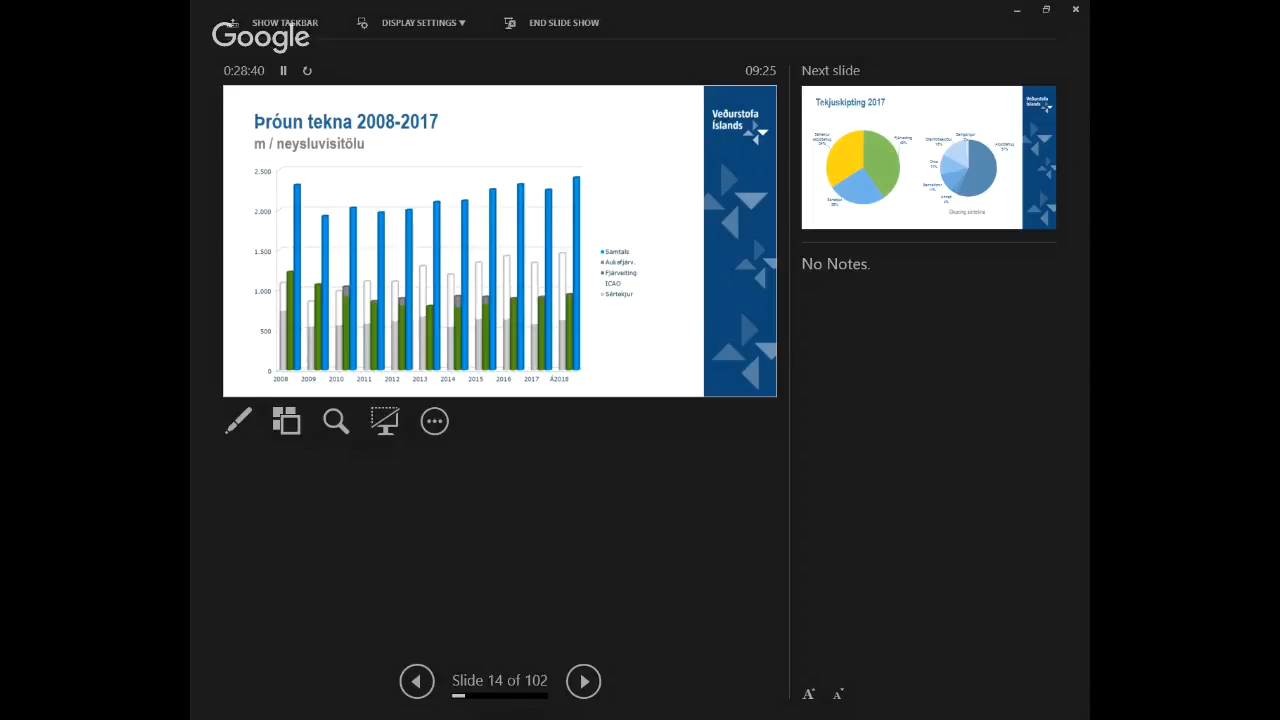 SHOW TASKBAR
DISPLAY SETTINGS ▾
END SLIDE SHOW
Google
0:28:40
09:25
Next slide
Þróun tekna 2008-2017
m / neysluvisitölu
Veðurstofa
Íslands
2.500
2.000
1.500
1.000
500
0
2008 2009 2010 2011 2012 2013 2014 2015 2016 2017 Á2018
Samtals
Aukafjárv.
Fjárveiting
ICAO
Sértekjur
Tekjuskipting 2017
Veðurstofa
Íslands
No Notes.
Slide 14 of 102
A A